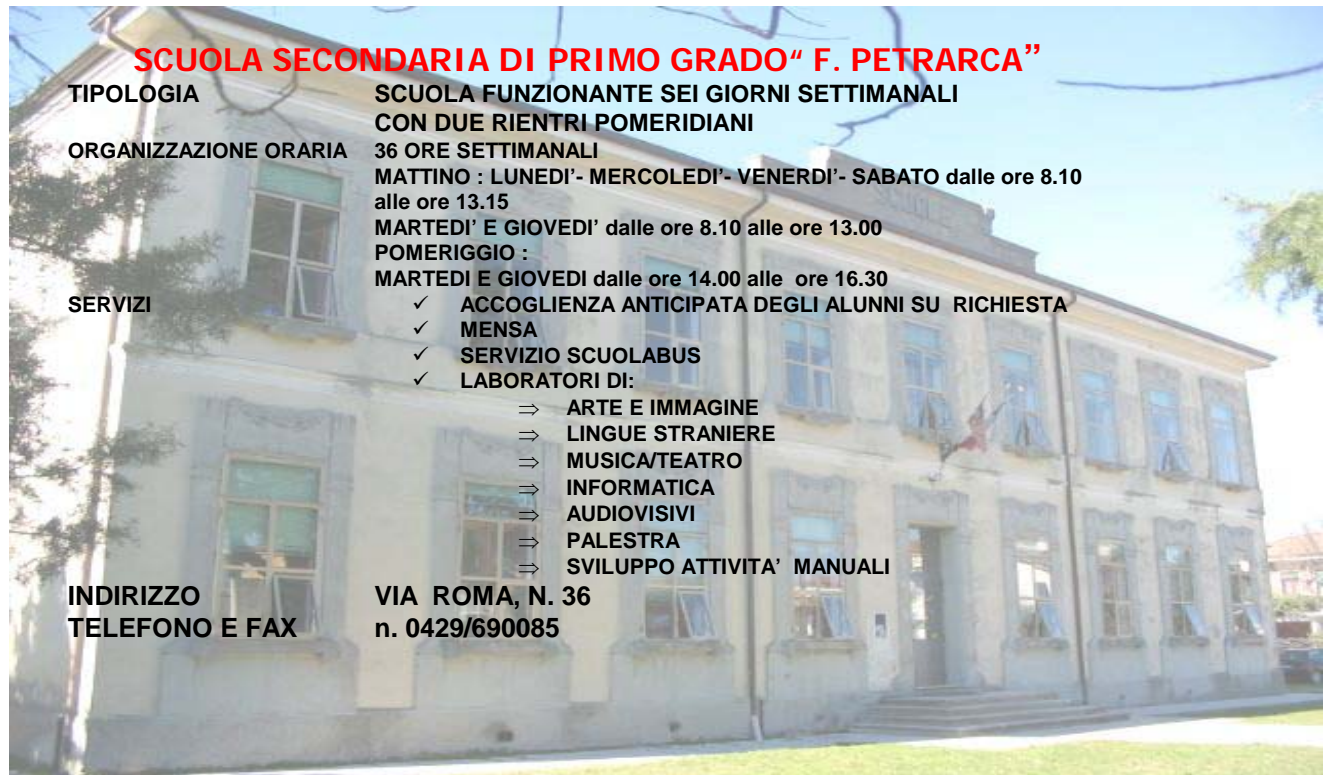 SCUOLA SECONDARIA DI PRIMO GRADO“ F. PETRARCA”
TIPOLOGIA SCUOLA FUNZIONANTE SEI GIORNI SETTIMANALI
CON DUE RIENTRI POMERIDIANI
ORGANIZZAZIONE ORARIA 36 ORE SETTIMANALI
MATTINO : LUNEDI’- MERCOLEDI’- VENERDI’- SABATO dalle ore 8.10
alle ore 13.15
MARTEDI’ E GIOVEDI’ dalle ore 8.10 alle ore 13.00
POMERIGGIO :
MARTEDI E GIOVEDI dalle ore 14.00 alle ore 16.30
SERVIZI ✓ ACCOGLIENZA ANTICIPATA DEGLI ALUNNI SU RICHIESTA
✓ MENSA
✓ SERVIZIO SCUOLABUS
✓ LABORATORI DI:
⇒ ARTE E IMMAGINE
⇒ LINGUE STRANIERE
⇒ MUSICA/TEATRO
⇒ INFORMATICA
⇒ AUDIOVISIVI
⇒ PALESTRA
⇒ SVILUPPO ATTIVITA’ MANUALI
INDIRIZZO VIA ROMA, N. 36
TELEFONO E FAX n. 0429/690085